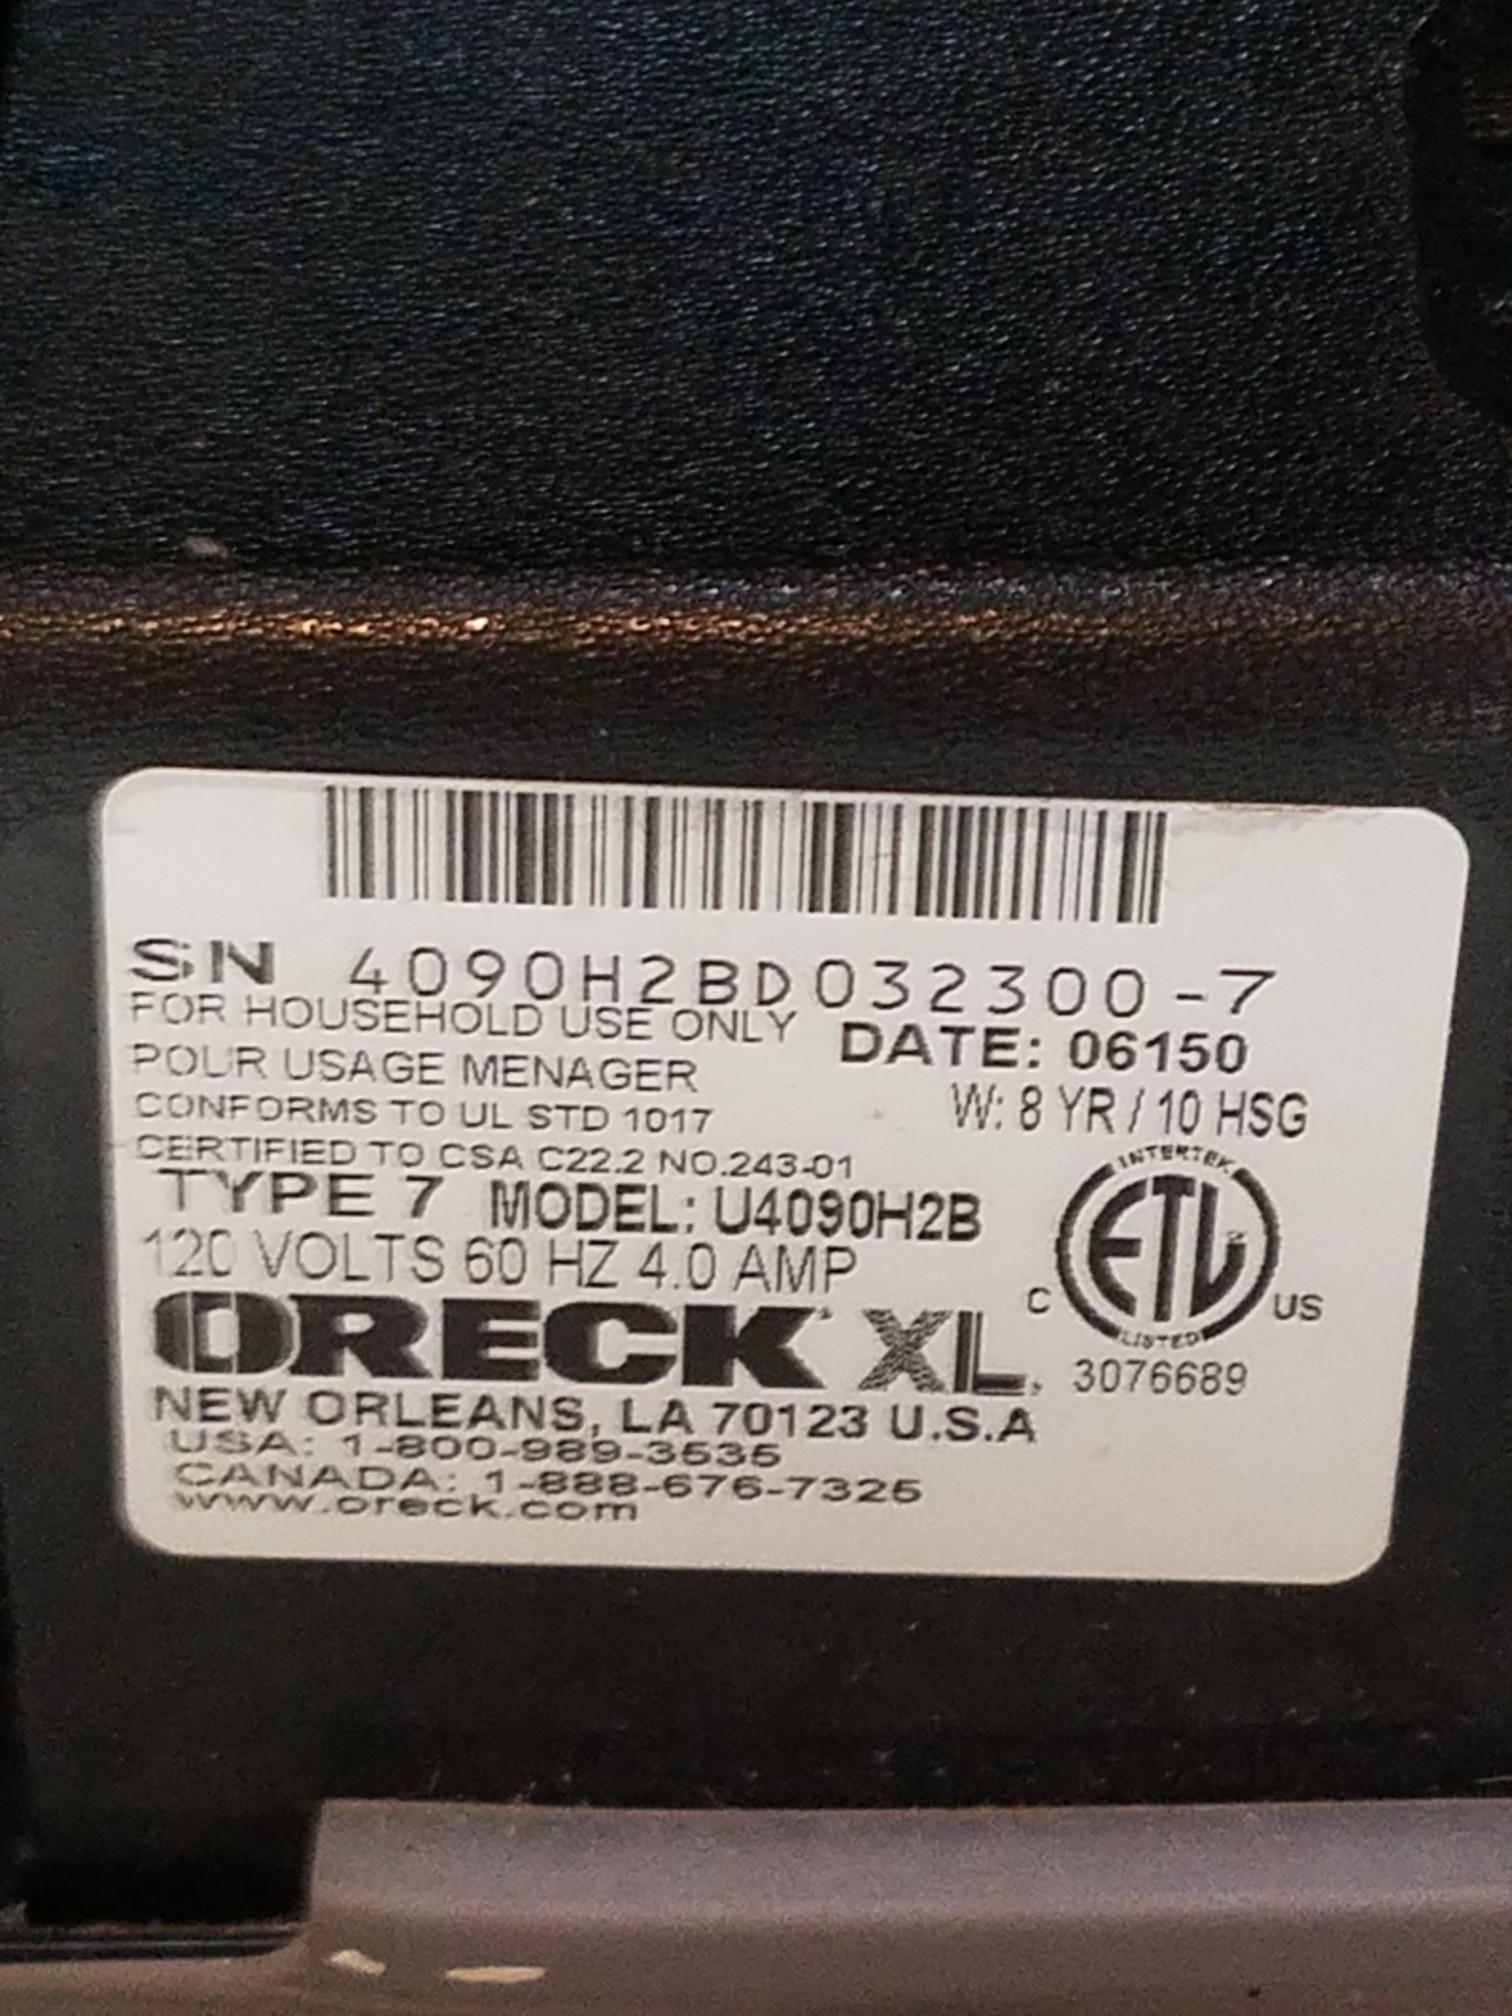 SN 4090H2BD032300-7
FOR HOUSEHOLD USE ONLY
DATE: 06150
POUR USAGE MENAGER
W: 8 YR / 10 HSG
CONFORMS TO UL STD 1017
CERTIFIED TO CSA C22.2 NO.243-01
TYPE 7 MODEL: U4090H2B
120 VOLTS 60 HZ 4.0 AMP
INTERTEK
ETL
C US
LISTED
3076689
ORECK XL
NEW ORLEANS, LA 70123 U.S.A
USA: 1-800-989-3535
CANADA: 1-888-676-7325
www.oreck.com